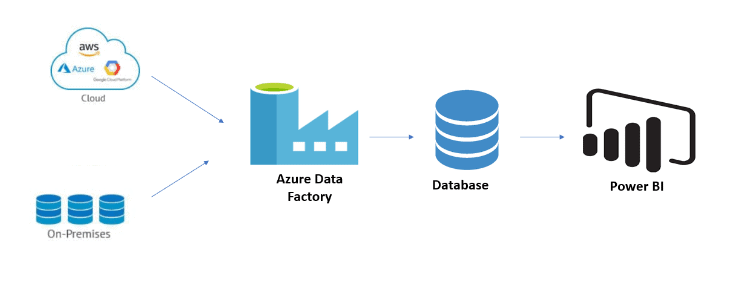 aws
Azure
Google Cloud Platform
Cloud
On-Premises
Azure Data
Factory
Database
Power BI